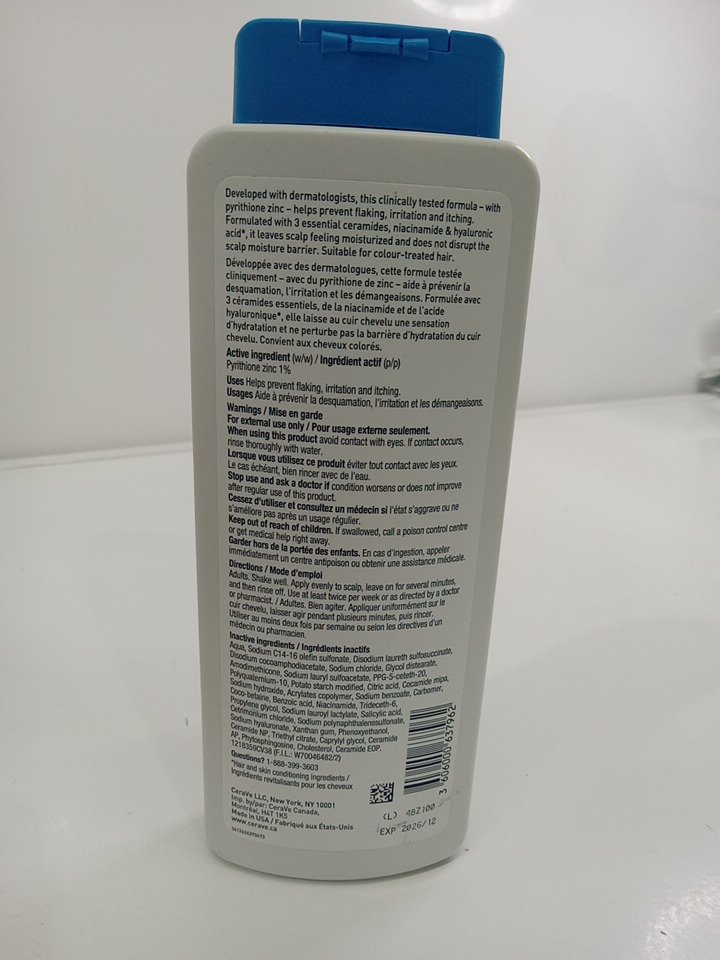 Developed with dermatologists, this clinically tested formula – with
pyrithione zinc – helps prevent flaking, irritation and itching.
Formulated with 3 essential ceramides, niacinamide & hyaluronic
acid*, it leaves scalp feeling moisturized and does not disrupt the
scalp moisture barrier. Suitable for colour-treated hair.
Développée avec des dermatologues, cette formule testée
cliniquement – avec du pyrithione de zinc – aide à prévenir la
desquamation, l'irritation et les démangeaisons. Formulée avec
3 céramides essentiels, de la niacinamide et de l'acide
hyaluronique*, elle laisse au cuir chevelu une sensation
d'hydratation et ne perturbe pas la barrière d'hydratation du cuir
chevelu. Convient aux cheveux colorés.
Active ingredient (w/w) / Ingrédient actif (p/p)
Pyrithione zinc 1%
Uses Helps prevent flaking, irritation and itching.
Usages Aide à prévenir la desquamation, l'irritation et les démangeaisons.
Warnings / Mise en garde
For external use only / Pour usage externe seulement.
When using this product avoid contact with eyes. If contact occurs,
rinse thoroughly with water.
Lorsque vous utilisez ce produit éviter tout contact avec les yeux.
Le cas échéant, bien rincer avec de l'eau.
Stop use and ask a doctor if condition worsens or does not improve
after regular use of this product.
Cessez d'utiliser et consultez un médecin si l'état s'aggrave ou ne
s'améliore pas après un usage régulier.
Keep out of reach of children. If swallowed, call a poison control centre
or get medical help right away.
Garder hors de la portée des enfants. En cas d'ingestion, appeler
immédiatement un centre antipoison ou obtenir une assistance médicale.
Directions / Mode d'emploi
Adults. Shake well. Apply evenly to scalp, leave on for several minutes,
and then rinse off. Use at least twice per week or as directed by a doctor
or pharmacist. / Adultes. Bien agiter. Appliquer uniformément sur le
cuir chevelu, laisser agir pendant plusieurs minutes, puis rincer.
Utiliser au moins deux fois par semaine ou selon les directives d'un
médecin ou pharmacien.
Inactive ingredients / Ingrédients inactifs
Aqua, Sodium C14-16 olefin sulfonate, Disodium laureth sulfosuccinate,
Disodium cocoamphodiacetate, Sodium chloride, Glycol distearate,
Amodimethicone, Sodium lauryl sulfoacetate, PPG-5-ceteth-20,
Polyquaternium-10, Potato starch modified, Citric acid, Cocamide mipa,
Sodium hydroxide, Acrylates copolymer, Sodium benzoate, Carbomer,
Coco-betaine, Benzoic acid, Niacinamide, Trideceth-6,
Propylene glycol, Sodium lauroyl lactylate, Salicylic acid,
Cetrimonium chloride, Sodium polynaphthalenesulfonate,
Sodium hyaluronate, Xanthan gum, Phenoxyethanol,
Ceramide NP, Triethyl citrate, Caprylyl glycol, Ceramide
AP, Phytosphingosine, Cholesterol, Ceramide EOP.
1218359CV38 (F.I.L.: W70046482/2)
Questions? 1-888-399-3603
*Hair and skin conditioning ingredients /
Ingrédients revitalisants pour les cheveux
CeraVe LLC, New York, NY 10001
Imp. by/par: CeraVe Canada,
Montréal, H4T 1K5
Made in USA / Fabriqué aux États-Unis
www.cerave.ca
3 606000 637962
(L) 48Z100
EXP 2026/12